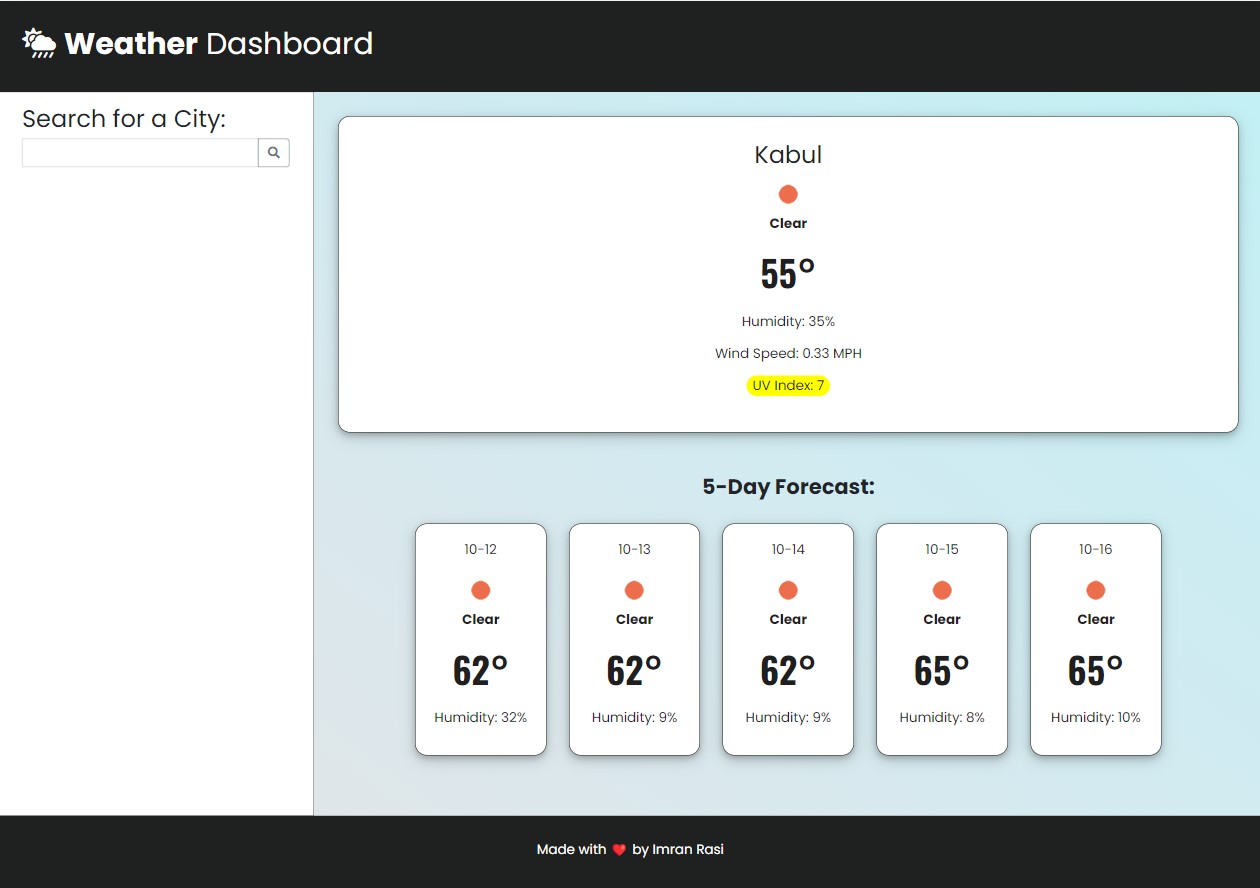 Weather Dashboard
Search for a City:
Kabul
Clear
55°
Humidity: 35%
Wind Speed: 0.33 MPH
UV Index: 7
5-Day Forecast:
10-12
Clear
62°
Humidity: 32%
10-13
Clear
62°
Humidity: 9%
10-14
Clear
62°
Humidity: 9%
10-15
Clear
65°
Humidity: 8%
10-16
Clear
65°
Humidity: 10%
Made with ❤️ by Imran Rasi